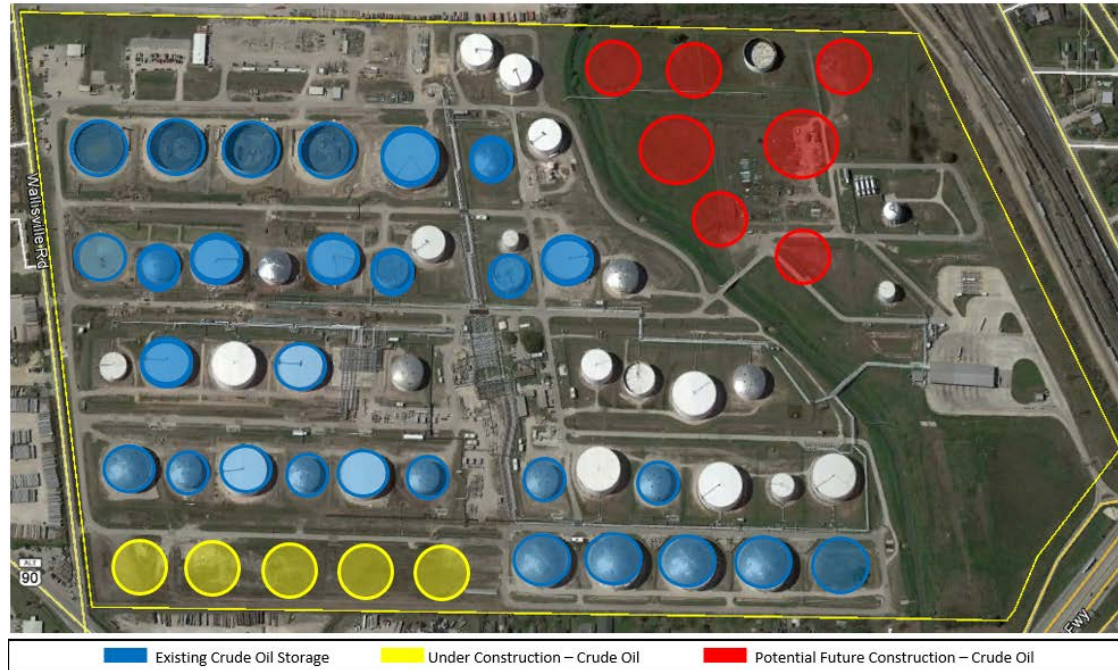 Wallisville Rd
ALT
90
Fwy
Existing Crude Oil Storage
Under Construction – Crude Oil
Potential Future Construction – Crude Oil